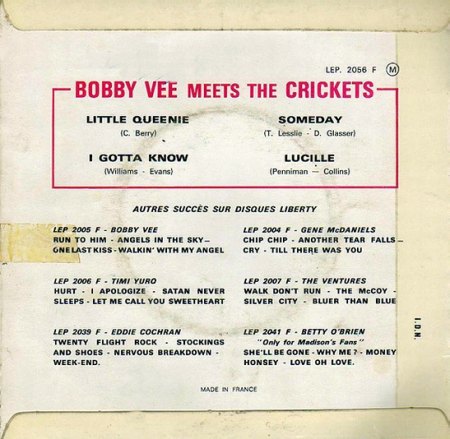 LEP. 2056 F M
BOBBY VEE MEETS THE CRICKETS
LITTLE QUEENIE
(C. Berry)
SOMEDAY
(T. Lesslie - D. Glasser)
I GOTTA KNOW
(Williams - Evans)
LUCILLE
(Penniman - Collins)
AUTRES SUCCÈS SUR DISQUES LIBERTY
LEP 2005 F - BOBBY VEE
RUN TO HIM - ANGELS IN THE SKY -
ONE LAST KISS - WALKIN' WITH MY ANGEL
LEP 2004 F - GENE McDANIELS
CHIP CHIP - ANOTHER TEAR FALLS -
CRY - TILL THERE WAS YOU
LEP 2006 F - TIMI YURO
HURT - I APOLOGIZE - SATAN NEVER
SLEEPS - LET ME CALL YOU SWEETHEART
LEP 2007 F - THE VENTURES
WALK DON'T RUN - THE McCOY -
SILVER CITY - BLUER THAN BLUE
LEP 2039 F - EDDIE COCHRAN
TWENTY FLIGHT ROCK - STOCKINGS
AND SHOES - NERVOUS BREAKDOWN -
WEEK-END.
LEP 2041 F - BETTY O'BRIEN
"Only for Madison's Fans"
SHE'LL BE GONE - WHY ME ? - MONEY
HONSEY - LOVE OH LOVE.
MADE IN FRANCE
I.D.N.